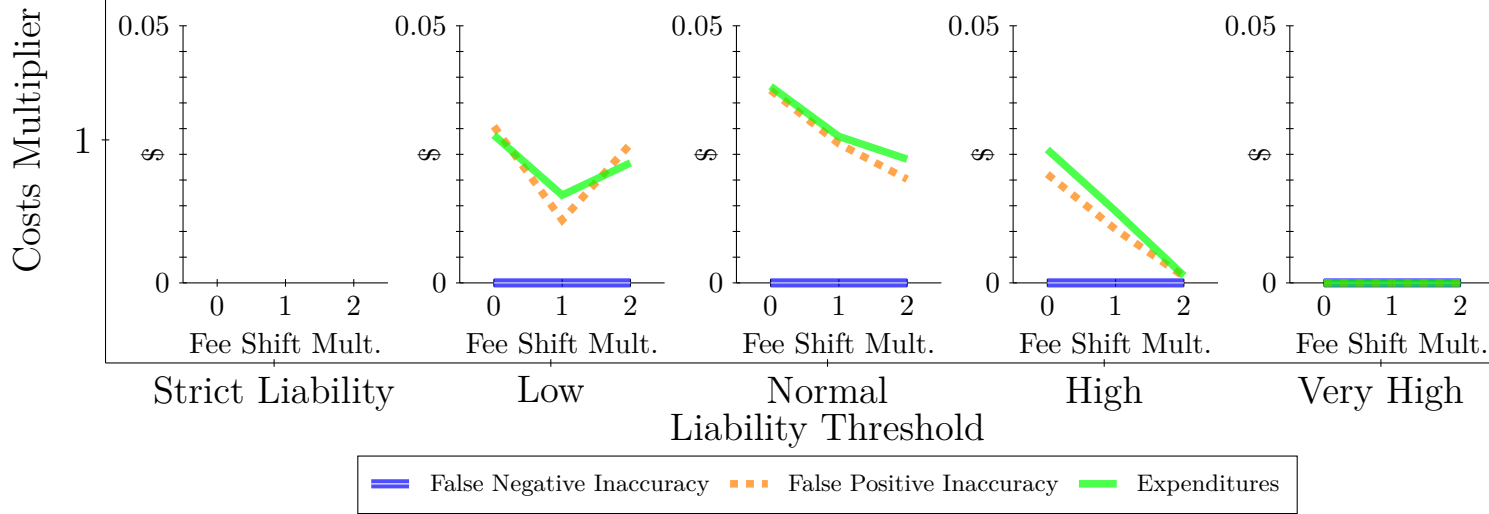 Costs Multiplier
1
0.05
$
0
0 1 2
Fee Shift Mult.
0.05
$
0
0 1 2
Fee Shift Mult.
0.05
$
0
0 1 2
Fee Shift Mult.
0.05
$
0
0 1 2
Fee Shift Mult.
0.05
$
0
0 1 2
Fee Shift Mult.
Strict Liability Low Normal High Very High
Liability Threshold
False Negative Inaccuracy False Positive Inaccuracy Expenditures